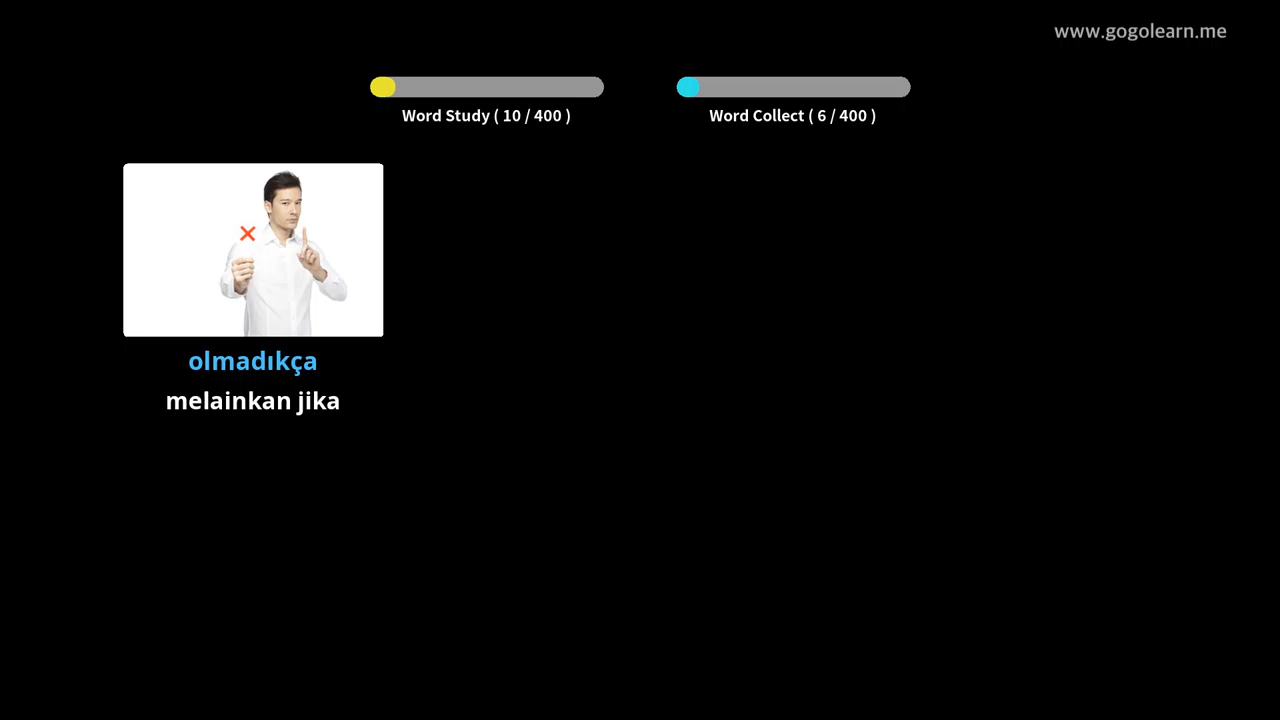 www.gogolearn.me
Word Study ( 10 / 400 )
Word Collect ( 6 / 400 )
olmadıkça
melainkan jika